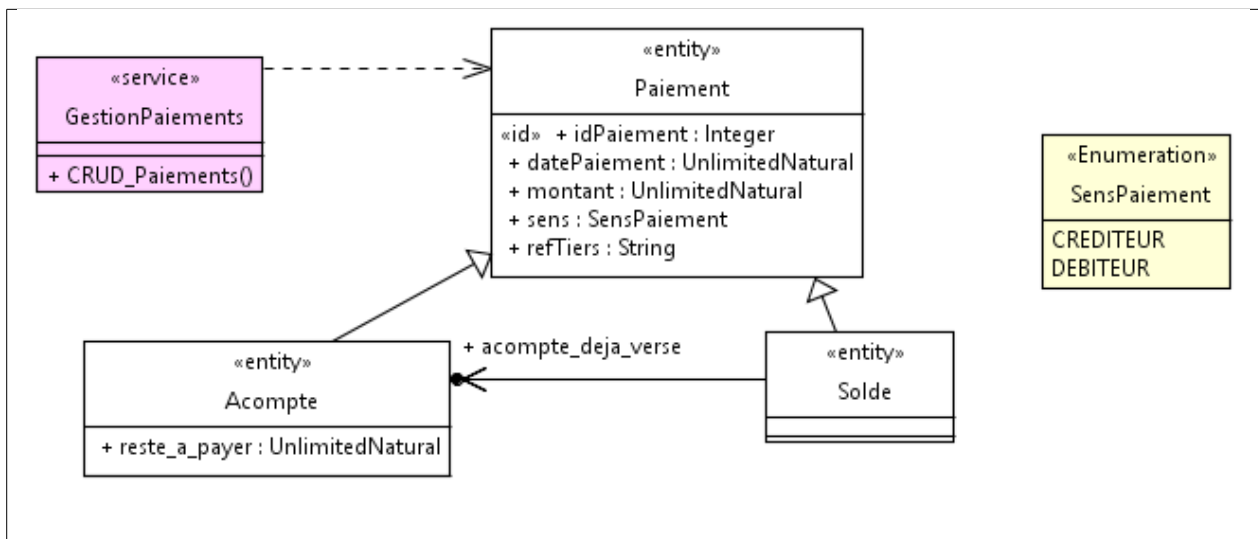 «service»
GestionPaiements
+ CRUD_Paiements()
«entity»
Paiement
«id» + idPaiement : Integer
+ datePaiement : UnlimitedNatural
+ montant : UnlimitedNatural
+ sens : SensPaiement
+ refTiers : String
«Enumeration»
SensPaiement
CREDITEUR
DEBITEUR
«entity»
Acompte
+ reste_a_payer : UnlimitedNatural
+ acompte_deja_verse
«entity»
Solde